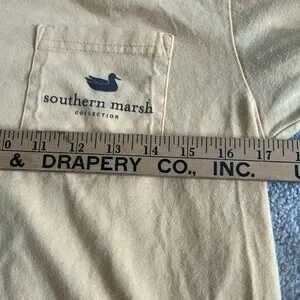 southern marsh
COLLECTION
10 11 12 13 14 15 16 17
& DRAPERY CO., INC.